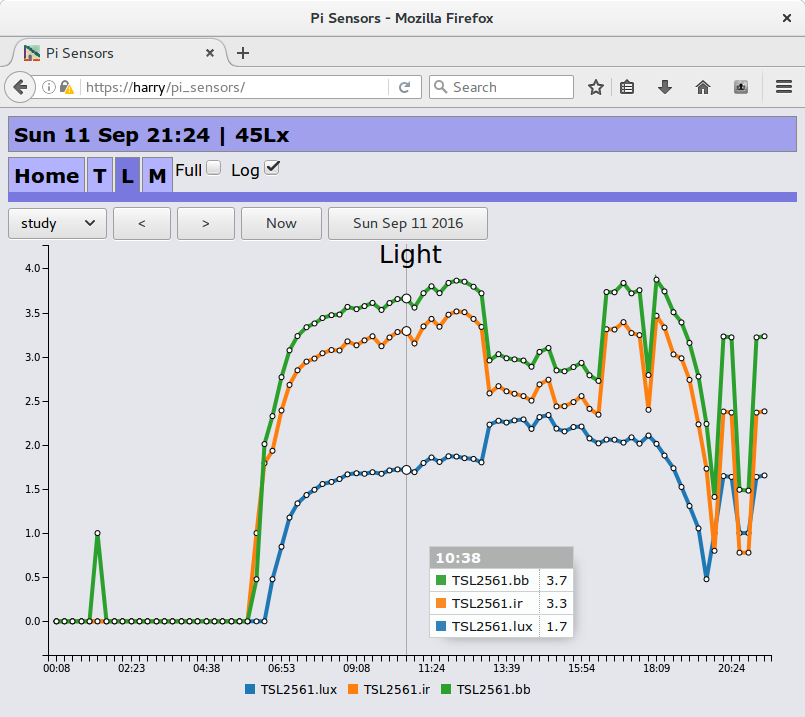 Pi Sensors - Mozilla Firefox
Pi Sensors
https://harry/pi_sensors/
Search
Sun 11 Sep 21:24 | 45Lx
Home T L M Full Log
study < > Now Sun Sep 11 2016
Light
4.0
3.5
3.0
2.5
2.0
1.5
1.0
0.5
0.0
10:38
TSL2561.bb 3.7
TSL2561.ir 3.3
TSL2561.lux 1.7
00:08 02:23 04:38 06:53 09:08 11:24 13:39 15:54 18:09 20:24
TSL2561.lux TSL2561.ir TSL2561.bb